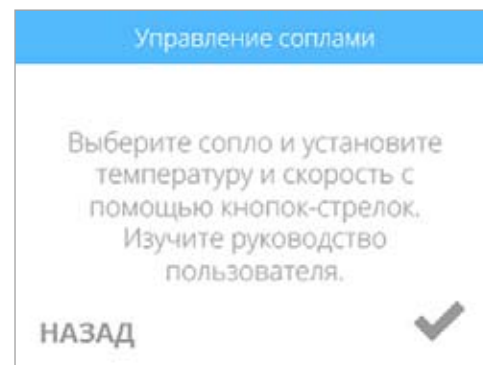 Управление соплами
Выберите сопло и установите
температуру и скорость с
помощью кнопок-стрелок.
Изучите руководство
пользователя.
НАЗАД